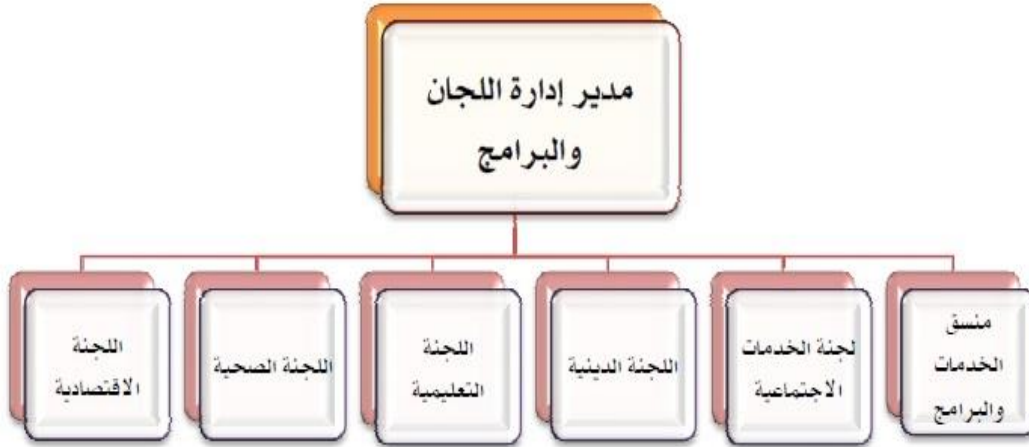 مدير إدارة اللجان
والبرامج
منسق
الخدمات
والبرامج
لجنة الخدمات
الاجتماعية
اللجنة الدينية
اللجنة
التعليمية
اللجنة الصحية
اللجنة
الاقتصادية